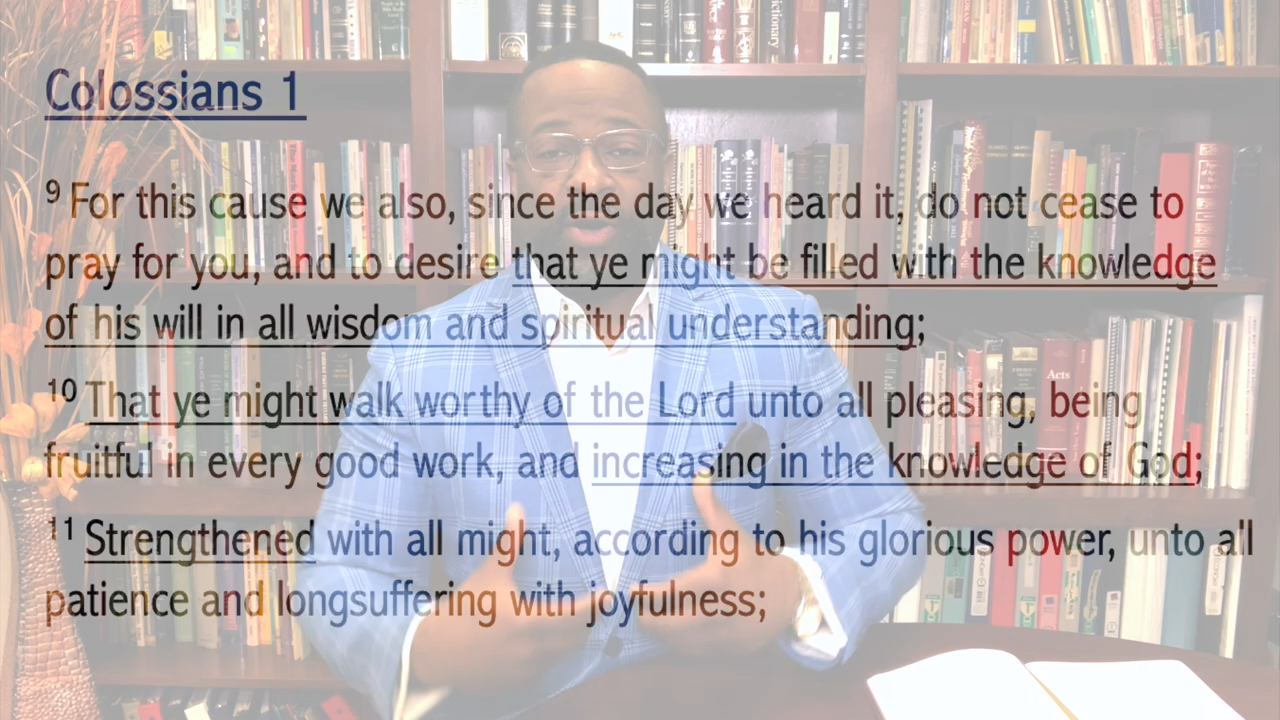 Colossians 1
9 For this cause we also, since the day we heard it, do not cease to
pray for you, and to desire that ye might be filled with the knowledge
of his will in all wisdom and spiritual understanding;
10 That ye might walk worthy of the Lord unto all pleasing, being
fruitful in every good work, and increasing in the knowledge of God;
11 Strengthened with all might, according to his glorious power, unto all
patience and longsuffering with joyfulness;
Acts